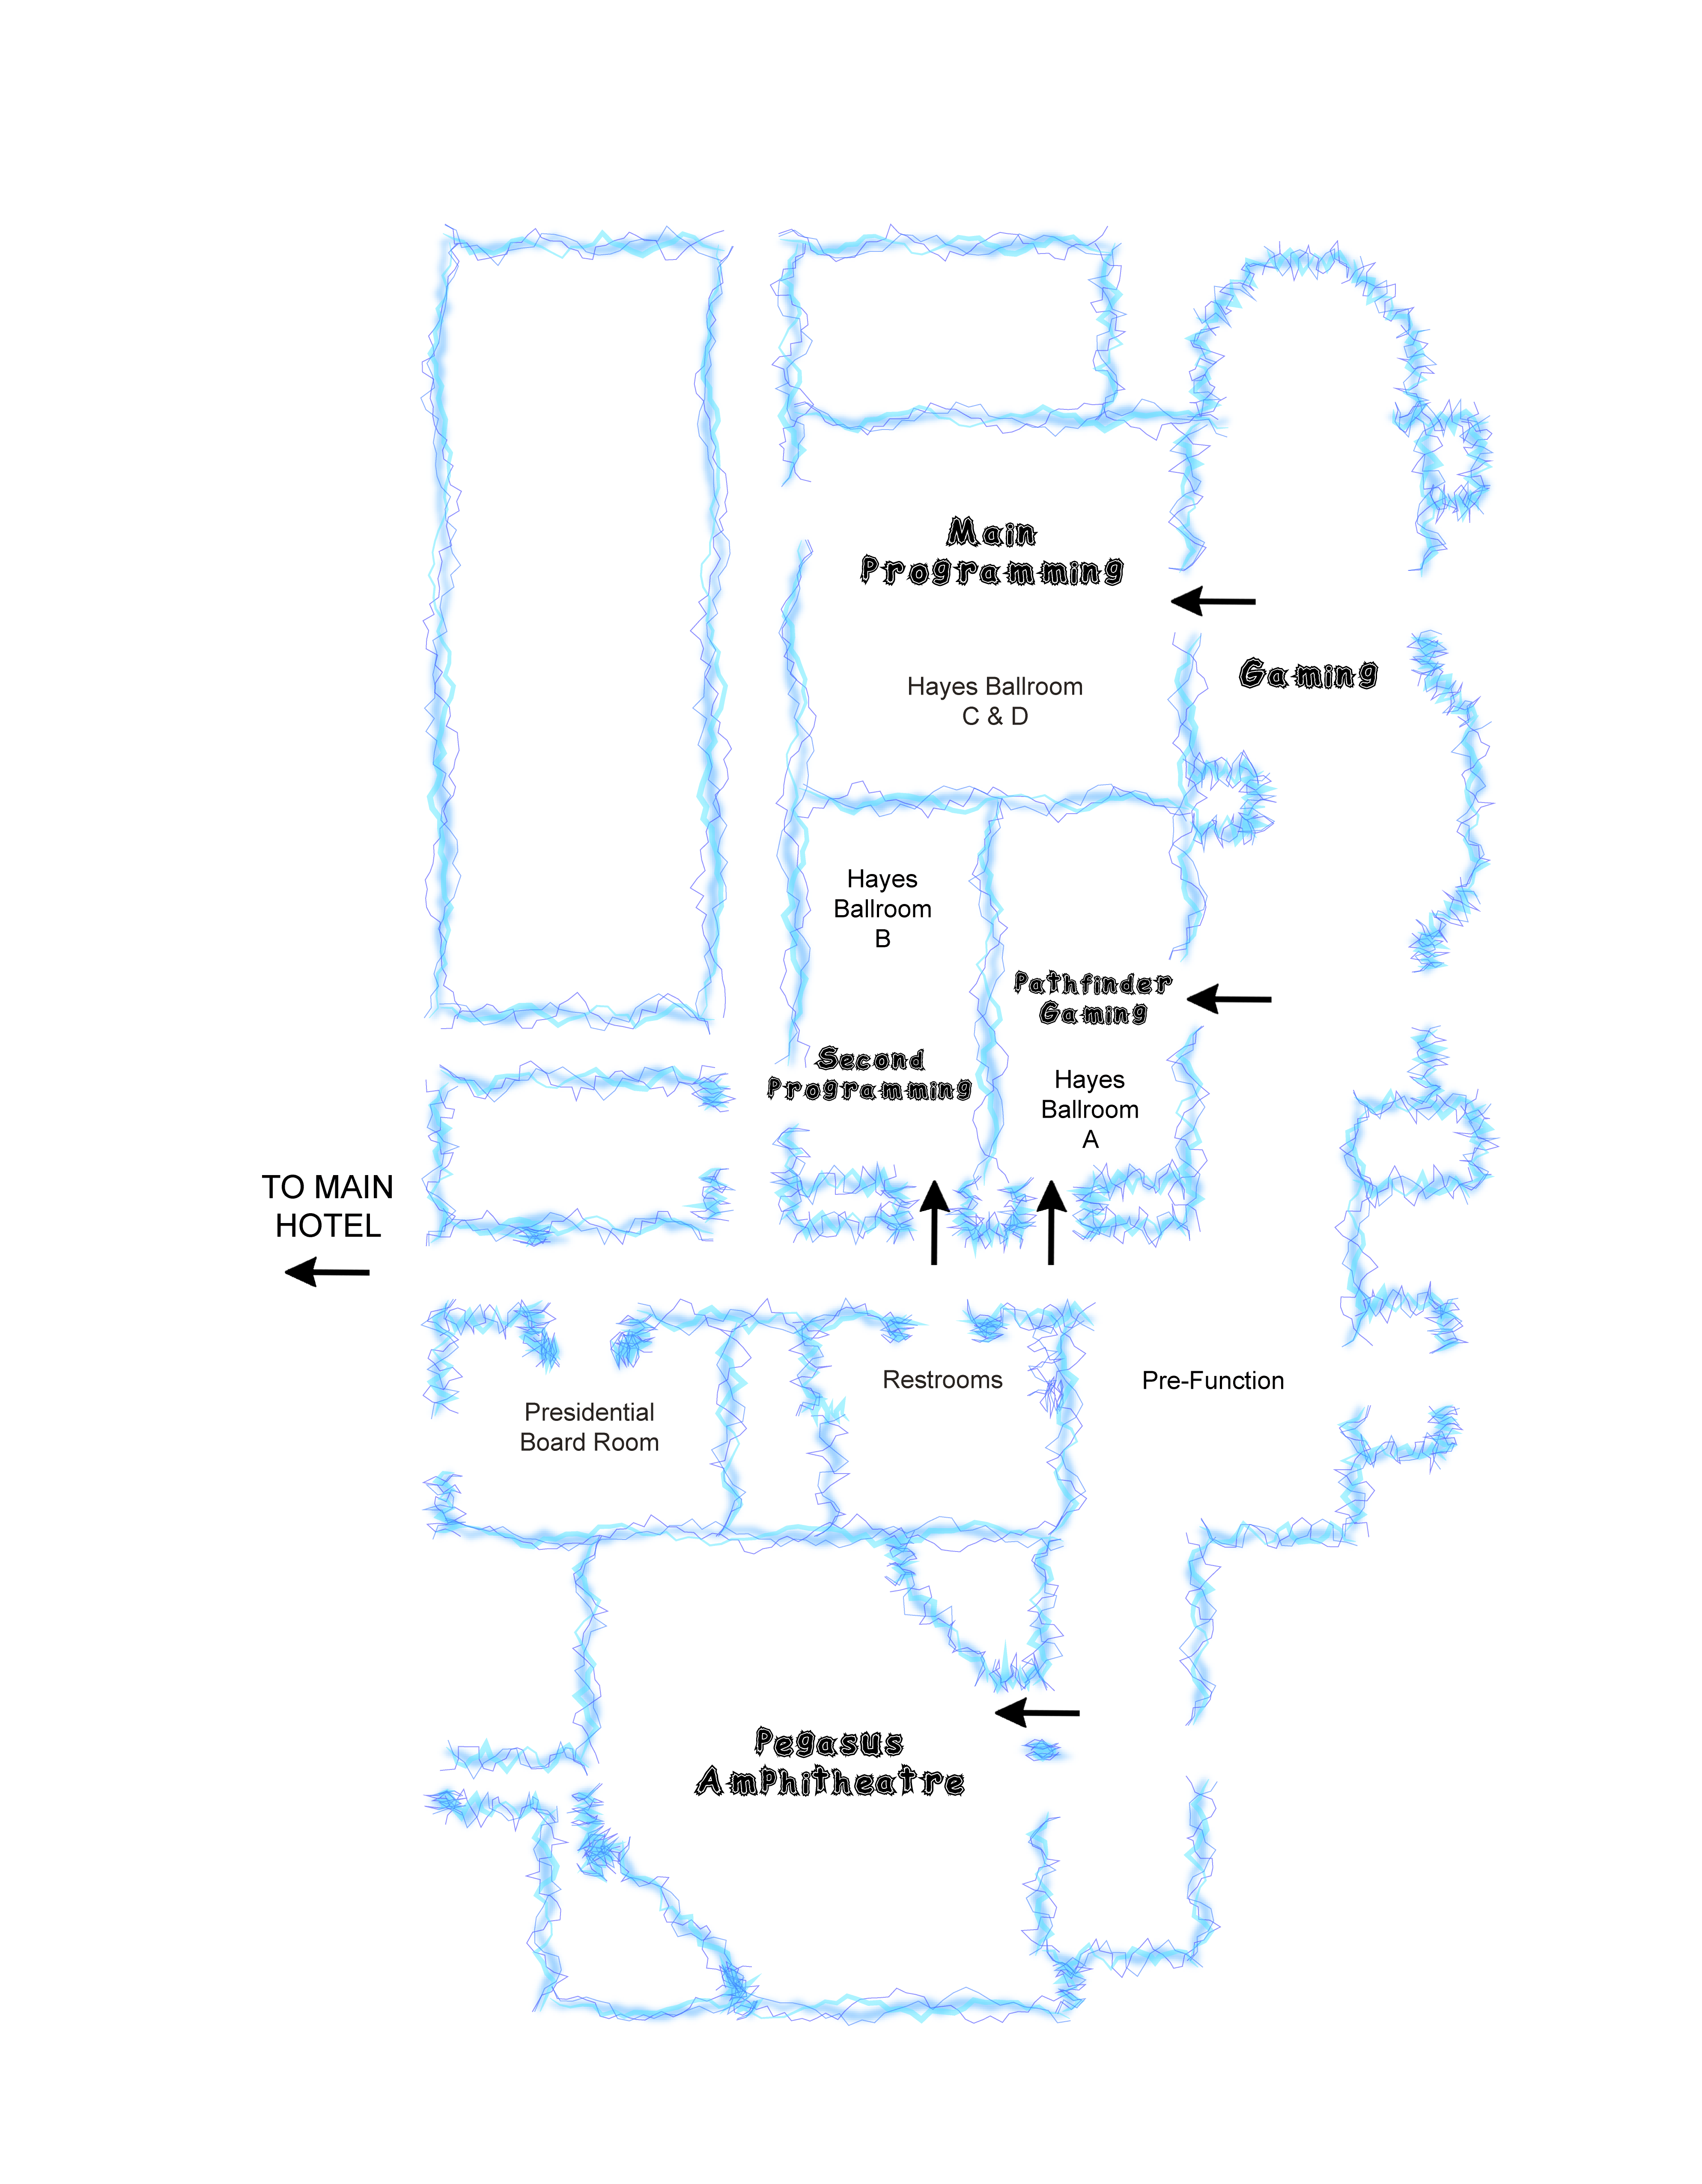 Main
Programming
Gaming
Hayes Ballroom
C & D
Hayes
Ballroom
B
Pathfinder
Gaming
Second
Programming
Hayes
Ballroom
A
TO MAIN
HOTEL
Restrooms
Pre-Function
Presidential
Board Room
Pegasus
Amphitheatre